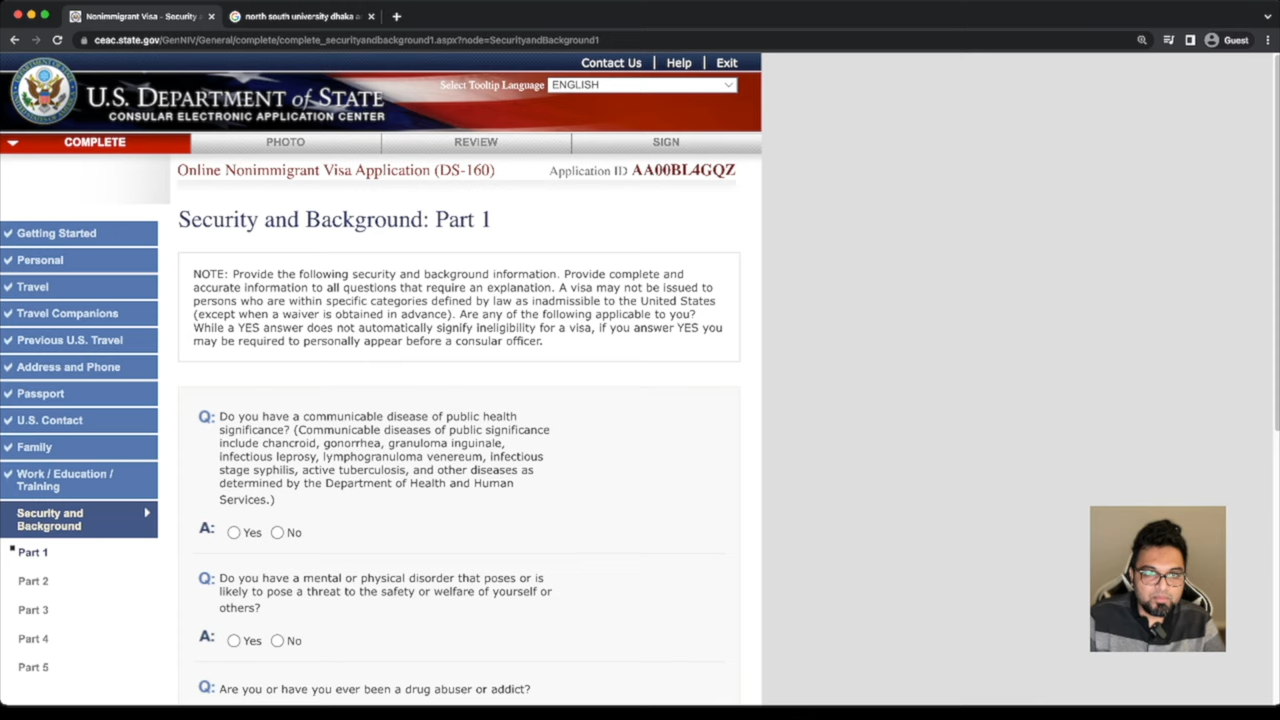 Nonimmigrant Visa - Security
north south university dhaka a
ceac.state.gov/GenNIV/General/complete/complete_securityandbackground1.aspx?node=SecurityandBackground1
Guest
Contact Us | Help | Exit
Select Tooltip Language ENGLISH
U.S. DEPARTMENT of STATE
CONSULAR ELECTRONIC APPLICATION CENTER
COMPLETE
PHOTO
REVIEW
SIGN
Online Nonimmigrant Visa Application (DS-160)
Application ID AA00BL4GQZ
Getting Started
Personal
Travel
Travel Companions
Previous U.S. Travel
Address and Phone
Passport
U.S. Contact
Family
Work / Education /
Training
Security and
Background
Part 1
Part 2
Part 3
Part 4
Part 5
Security and Background: Part 1
NOTE: Provide the following security and background information. Provide complete and
accurate information to all questions that require an explanation. A visa may not be issued to
persons who are within specific categories defined by law as inadmissible to the United States
(except when a waiver is obtained in advance). Are any of the following applicable to you?
While a YES answer does not automatically signify ineligibility for a visa, if you answer YES you
may be required to personally appear before a consular officer.
Q: Do you have a communicable disease of public health
significance? (Communicable diseases of public significance
include chancroid, gonorrhea, granuloma inguinale,
infectious leprosy, lymphogranuloma venereum, infectious
stage syphilis, active tuberculosis, and other diseases as
determined by the Department of Health and Human
Services.)
A: Yes No
Q: Do you have a mental or physical disorder that poses or is
likely to pose a threat to the safety or welfare of yourself or
others?
A: Yes No
Q: Are you or have you ever been a drug abuser or addict?